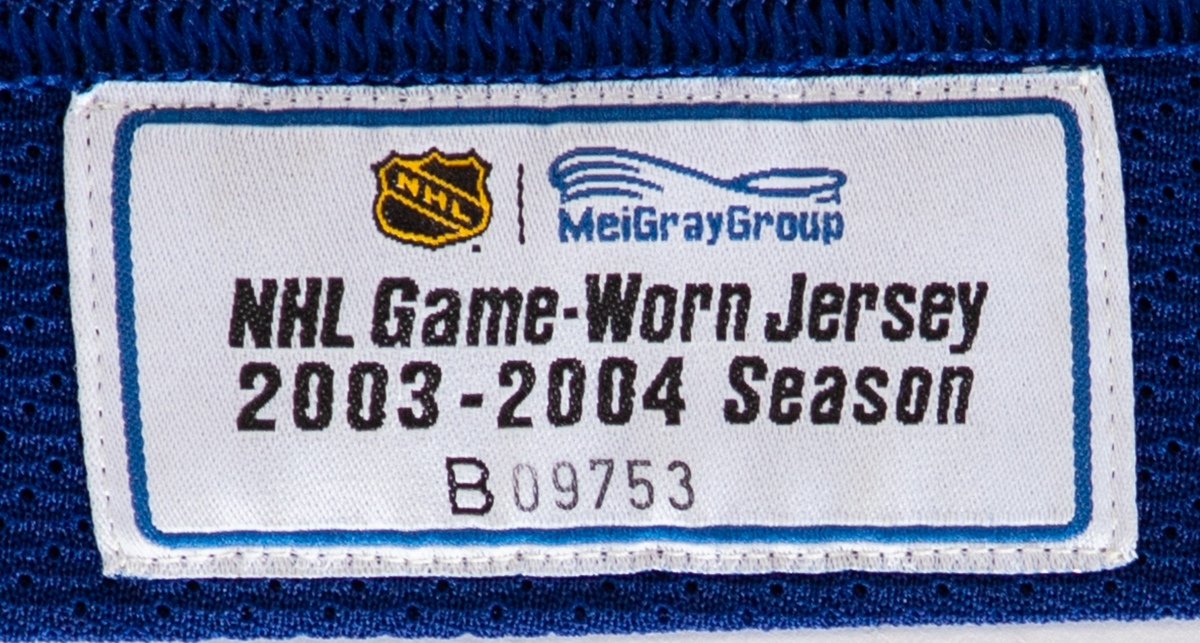 NHL
MeiGrayGroup
NHL Game-Worn Jersey
2003-2004 Season
B09753